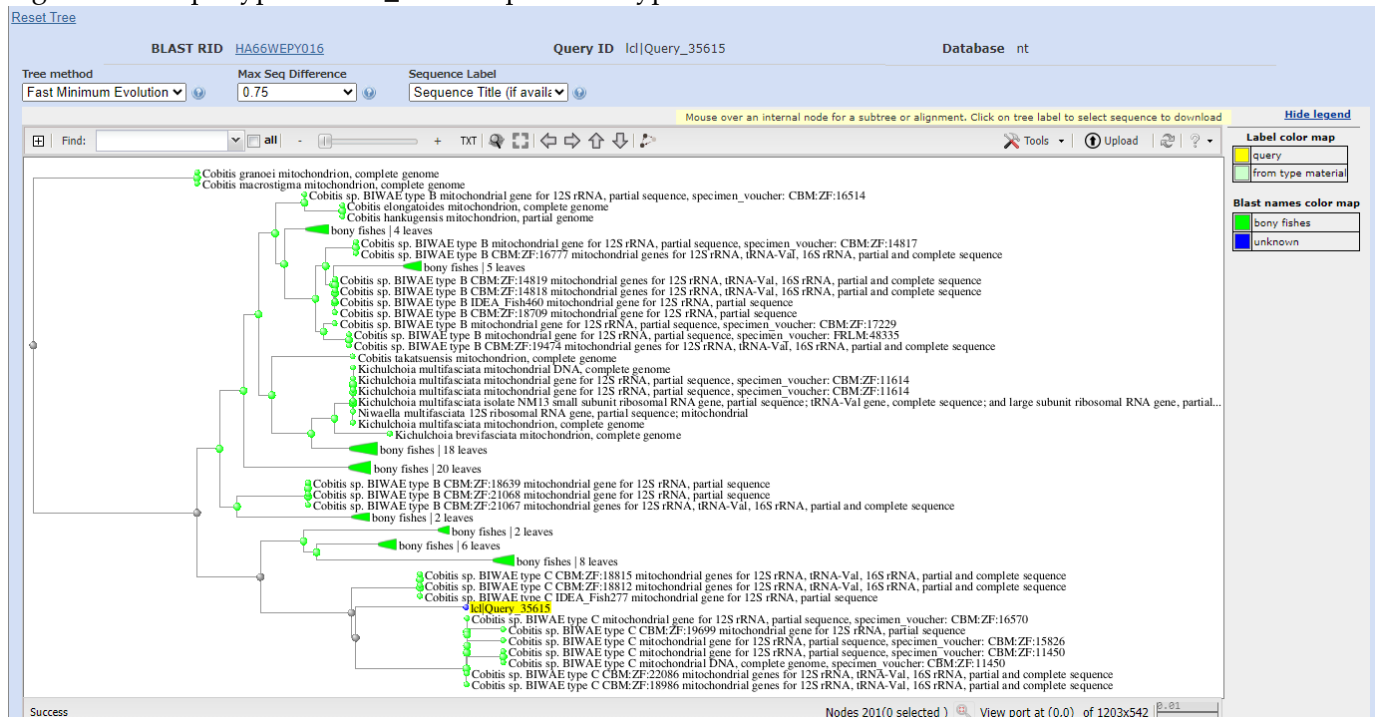 Reset Tree
BLAST RID HA66WEPY016 Query ID lcl|Query_35615 Database nt
Tree method Max Seq Difference Sequence Label
Fast Minimum Evolution 0.75 Sequence Title (if availa
Mouse over an internal node for a subtree or alignment. Click on tree label to select sequence to download Hide legend
Find: all - + TXT Tools Upload ?
Label color map
query
from type material
Blast names color map
bony fishes
unknown
Cobitis granoei mitochondrion, complete genome
Cobitis macrostigma mitochondrion, complete genome
Cobitis sp. BIWAE type B mitochondrial gene for 12S rRNA, partial sequence, specimen_voucher: CBM:ZF:16514
Cobitis elongatoides mitochondrion, complete genome
Cobitis hankugensis mitochondrion, partial genome
bony fishes | 4 leaves
Cobitis sp. BIWAE type B mitochondrial gene for 12S rRNA, partial sequence, specimen_voucher: CBM:ZF:14817
Cobitis sp. BIWAE type B CBM:ZF:16777 mitochondrial genes for 12S rRNA, tRNA-Val, 16S rRNA, partial and complete sequence
bony fishes | 5 leaves
Cobitis sp. BIWAE type B CBM:ZF:14819 mitochondrial genes for 12S rRNA, tRNA-Val, 16S rRNA, partial and complete sequence
Cobitis sp. BIWAE type B CBM:ZF:14818 mitochondrial genes for 12S rRNA, tRNA-Val, 16S rRNA, partial and complete sequence
Cobitis sp. BIWAE type B IDEA_Fish460 mitochondrial gene for 12S rRNA, partial sequence
Cobitis sp. BIWAE type B CBM:ZF:18709 mitochondrial gene for 12S rRNA, partial sequence
Cobitis sp. BIWAE type B mitochondrial gene for 12S rRNA, partial sequence, specimen_voucher: CBM:ZF:17229
Cobitis sp. BIWAE type B mitochondrial gene for 12S rRNA, partial sequence, specimen_voucher: FRLM:48335
Cobitis sp. BIWAE type B CBM:ZF:19474 mitochondrial genes for 12S rRNA, tRNA-Val, 16S rRNA, partial and complete sequence
Cobitis takatsuensis mitochondrion, complete genome
Kichulchoia multifasciata mitochondrial DNA, complete genome
Kichulchoia multifasciata mitochondrial gene for 12S rRNA, partial sequence, specimen_voucher: CBM:ZF:11614
Kichulchoia multifasciata mitochondrial gene for 12S rRNA, partial sequence, specimen_voucher: CBM:ZF:11614
Kichulchoia multifasciata isolate NM13 small subunit ribosomal RNA gene, partial sequence; tRNA-Val gene, complete sequence; and large subunit ribosomal RNA gene, partial...
Niwaella multifasciata 12S ribosomal RNA gene, partial sequence; mitochondrial
Kichulchoia multifasciata mitochondrion, complete genome
Kichulchoia brevifasciata mitochondrion, complete genome
bony fishes | 18 leaves
bony fishes | 20 leaves
Cobitis sp. BIWAE type B CBM:ZF:18639 mitochondrial gene for 12S rRNA, partial sequence
Cobitis sp. BIWAE type B CBM:ZF:21068 mitochondrial gene for 12S rRNA, partial sequence
Cobitis sp. BIWAE type B CBM:ZF:21067 mitochondrial genes for 12S rRNA, tRNA-Val, 16S rRNA, partial and complete sequence
bony fishes | 2 leaves
bony fishes | 2 leaves
bony fishes | 6 leaves
bony fishes | 8 leaves
Cobitis sp. BIWAE type C CBM:ZF:18815 mitochondrial genes for 12S rRNA, tRNA-Val, 16S rRNA, partial and complete sequence
Cobitis sp. BIWAE type C CBM:ZF:18812 mitochondrial genes for 12S rRNA, tRNA-Val, 16S rRNA, partial and complete sequence
Cobitis sp. BIWAE type C IDEA_Fish277 mitochondrial gene for 12S rRNA, partial sequence
lcl|Query_35615
Cobitis sp. BIWAE type C mitochondrial gene for 12S rRNA, partial sequence, specimen_voucher: CBM:ZF:16570
Cobitis sp. BIWAE type C CBM:ZF:19699 mitochondrial gene for 12S rRNA, partial sequence
Cobitis sp. BIWAE type C mitochondrial gene for 12S rRNA, partial sequence, specimen_voucher: CBM:ZF:15826
Cobitis sp. BIWAE type C mitochondrial gene for 12S rRNA, partial sequence, specimen_voucher: CBM:ZF:11450
Cobitis sp. BIWAE type C mitochondrial DNA, complete genome, specimen_voucher: CBM:ZF:11450
Cobitis sp. BIWAE type C CBM:ZF:22086 mitochondrial genes for 12S rRNA, tRNA-Val, 16S rRNA, partial and complete sequence
Cobitis sp. BIWAE type C CBM:ZF:18986 mitochondrial genes for 12S rRNA, tRNA-Val, 16S rRNA, partial and complete sequence
Success Nodes 201(0 selected ) View port at (0,0) of 1203x542 0.01